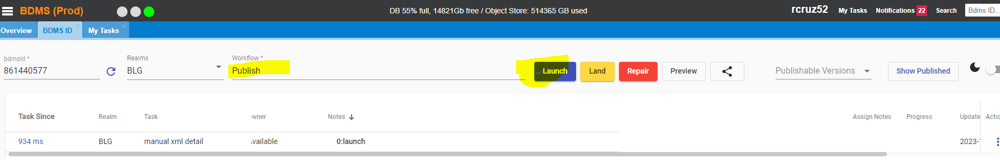 BDMS (Prod)
DB 55% full, 14821Gb free / Object Store: 514365 GB used
rcruz52 My Tasks Notifications 22 Search Bdms ID...
Overview BDMS ID My Tasks
bdmsId * Realms Workflow *
861440577 BLG Publish Launch Land Repair Preview Publishable Versions Show Published
Task Since Realm Task wner Notes Assign Notes Progress Update Actio
934 ms BLG manual xml detail vailable 0:launch 2023-